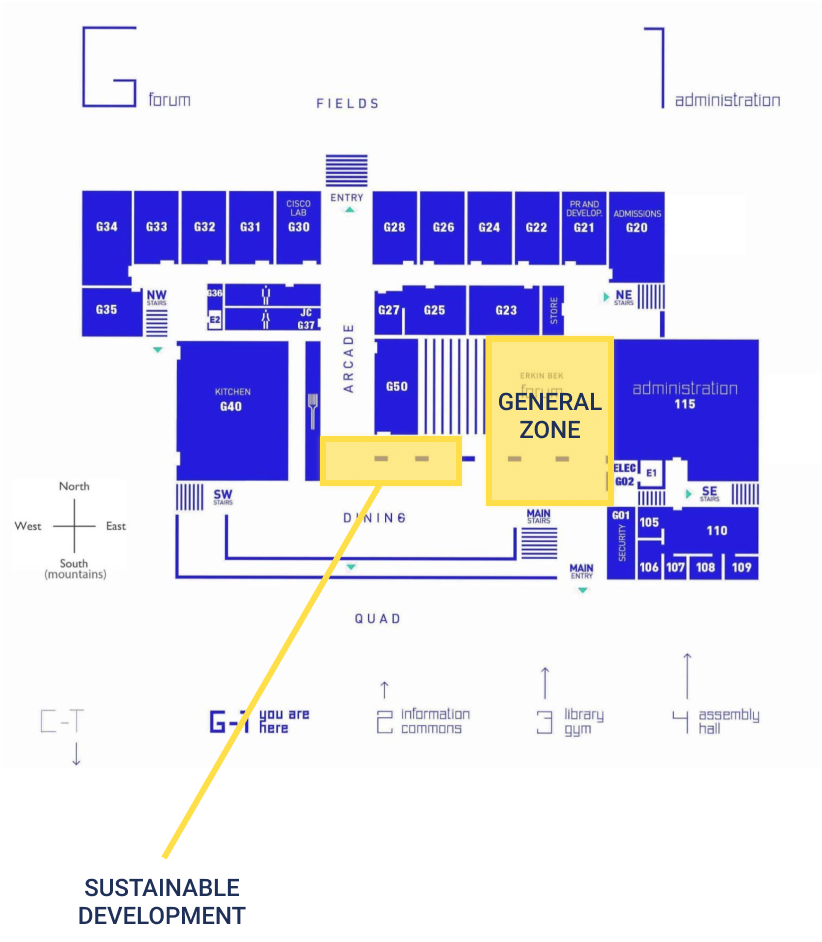 G forum
1 administration
FIELDS
ENTRY
G34
G33
G32
G31
CISCO
LAB
G30
G28
G26
G24
G22
PR AND
DEVELOP.
G21
ADMISSIONS
G20
G35
NW
STAIRS
G36
E2
JC
G37
ARCADE
G27
G25
G23
STORE
NE
STAIRS
KITCHEN
G40
G50
ERKIN BEK
forum
GENERAL
ZONE
administration
115
ELEC
G02
E1
SW
STAIRS
DINING
MAIN
STAIRS
SE
STAIRS
G01
SECURITY
105
110
106
107
108
109
MAIN
ENTRY
North
West
East
South
(mountains)
QUAD
C-T
G-1 you are
here
2 information
commons
3 library
gym
4 assembly
hall
SUSTAINABLE
DEVELOPMENT